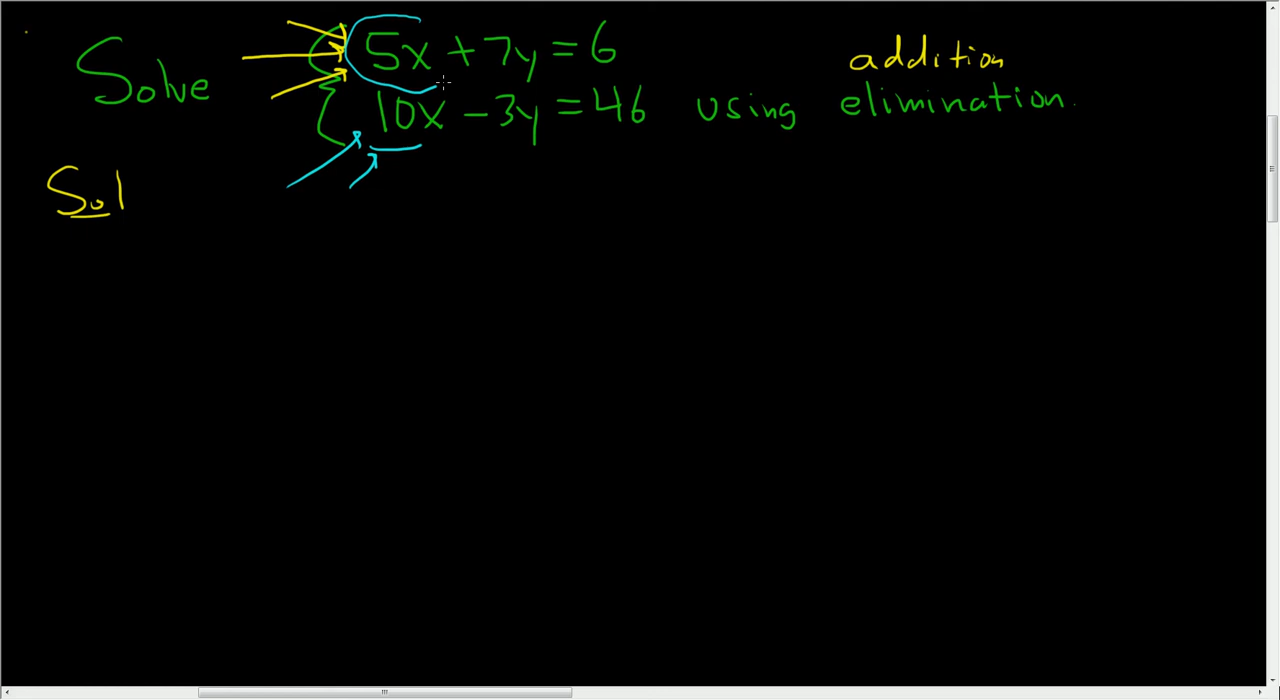 addition
Solve { 5x + 7y = 6
10x - 3y = 46 using elimination.
Sol